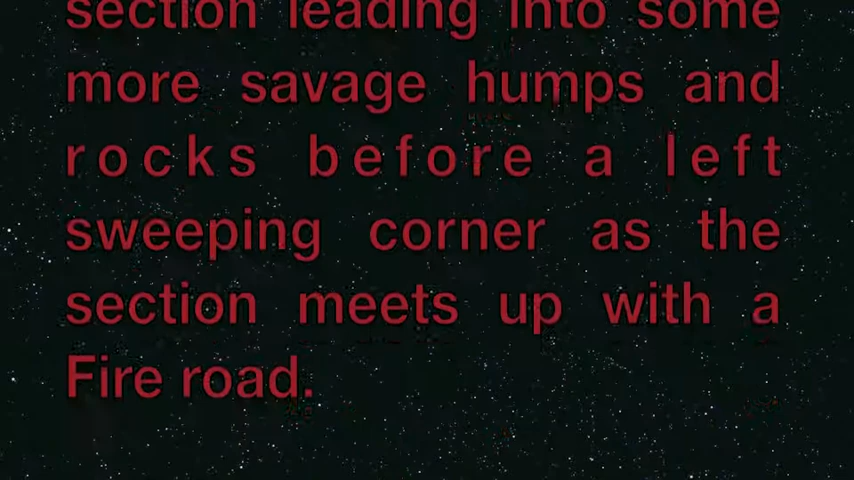 section leading into some
more savage humps and
rocks before a left
sweeping corner as the
section meets up with a
Fire road.